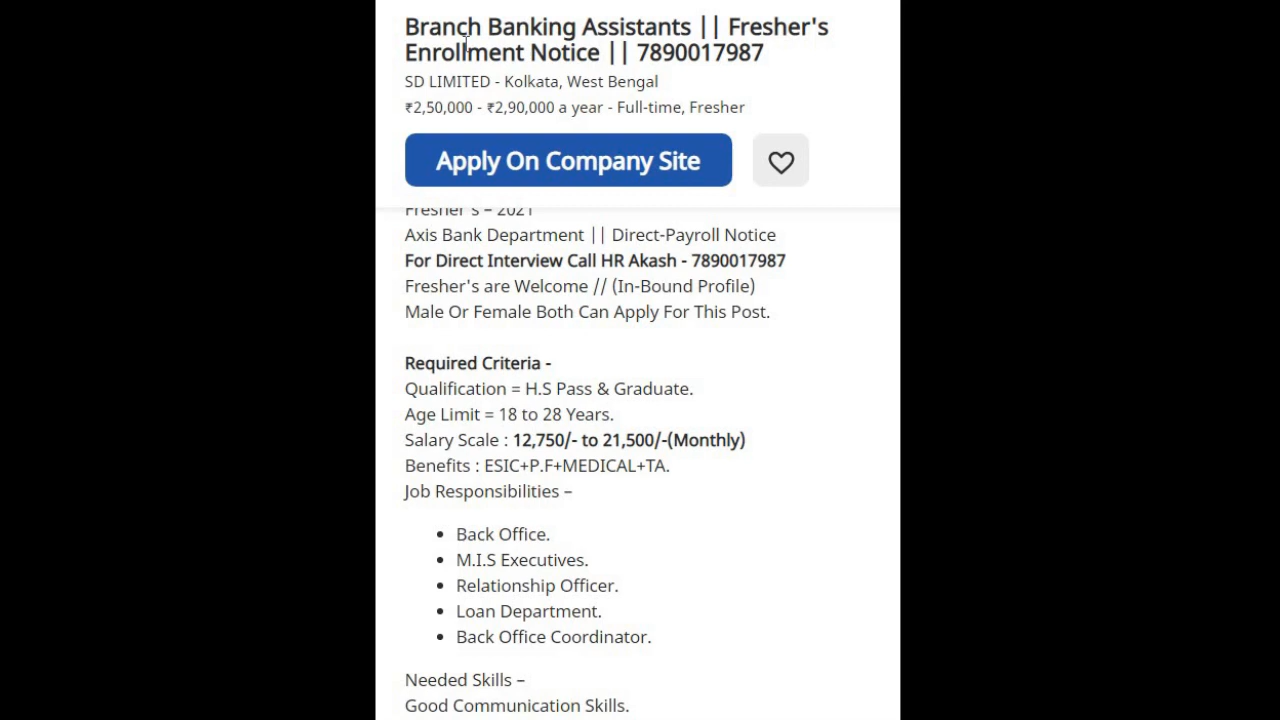 Branch Banking Assistants || Fresher's
Enrollment Notice || 7890017987
SD LIMITED - Kolkata, West Bengal
₹2,50,000 - ₹2,90,000 a year - Full-time, Fresher
Apply On Company Site
Fresher's – 2021
Axis Bank Department || Direct-Payroll Notice
For Direct Interview Call HR Akash - 7890017987
Fresher's are Welcome // (In-Bound Profile)
Male Or Female Both Can Apply For This Post.
Required Criteria -
Qualification = H.S Pass & Graduate.
Age Limit = 18 to 28 Years.
Salary Scale : 12,750/- to 21,500/-(Monthly)
Benefits : ESIC+P.F+MEDICAL+TA.
Job Responsibilities –
• Back Office.
• M.I.S Executives.
• Relationship Officer.
• Loan Department.
• Back Office Coordinator.
Needed Skills –
Good Communication Skills.